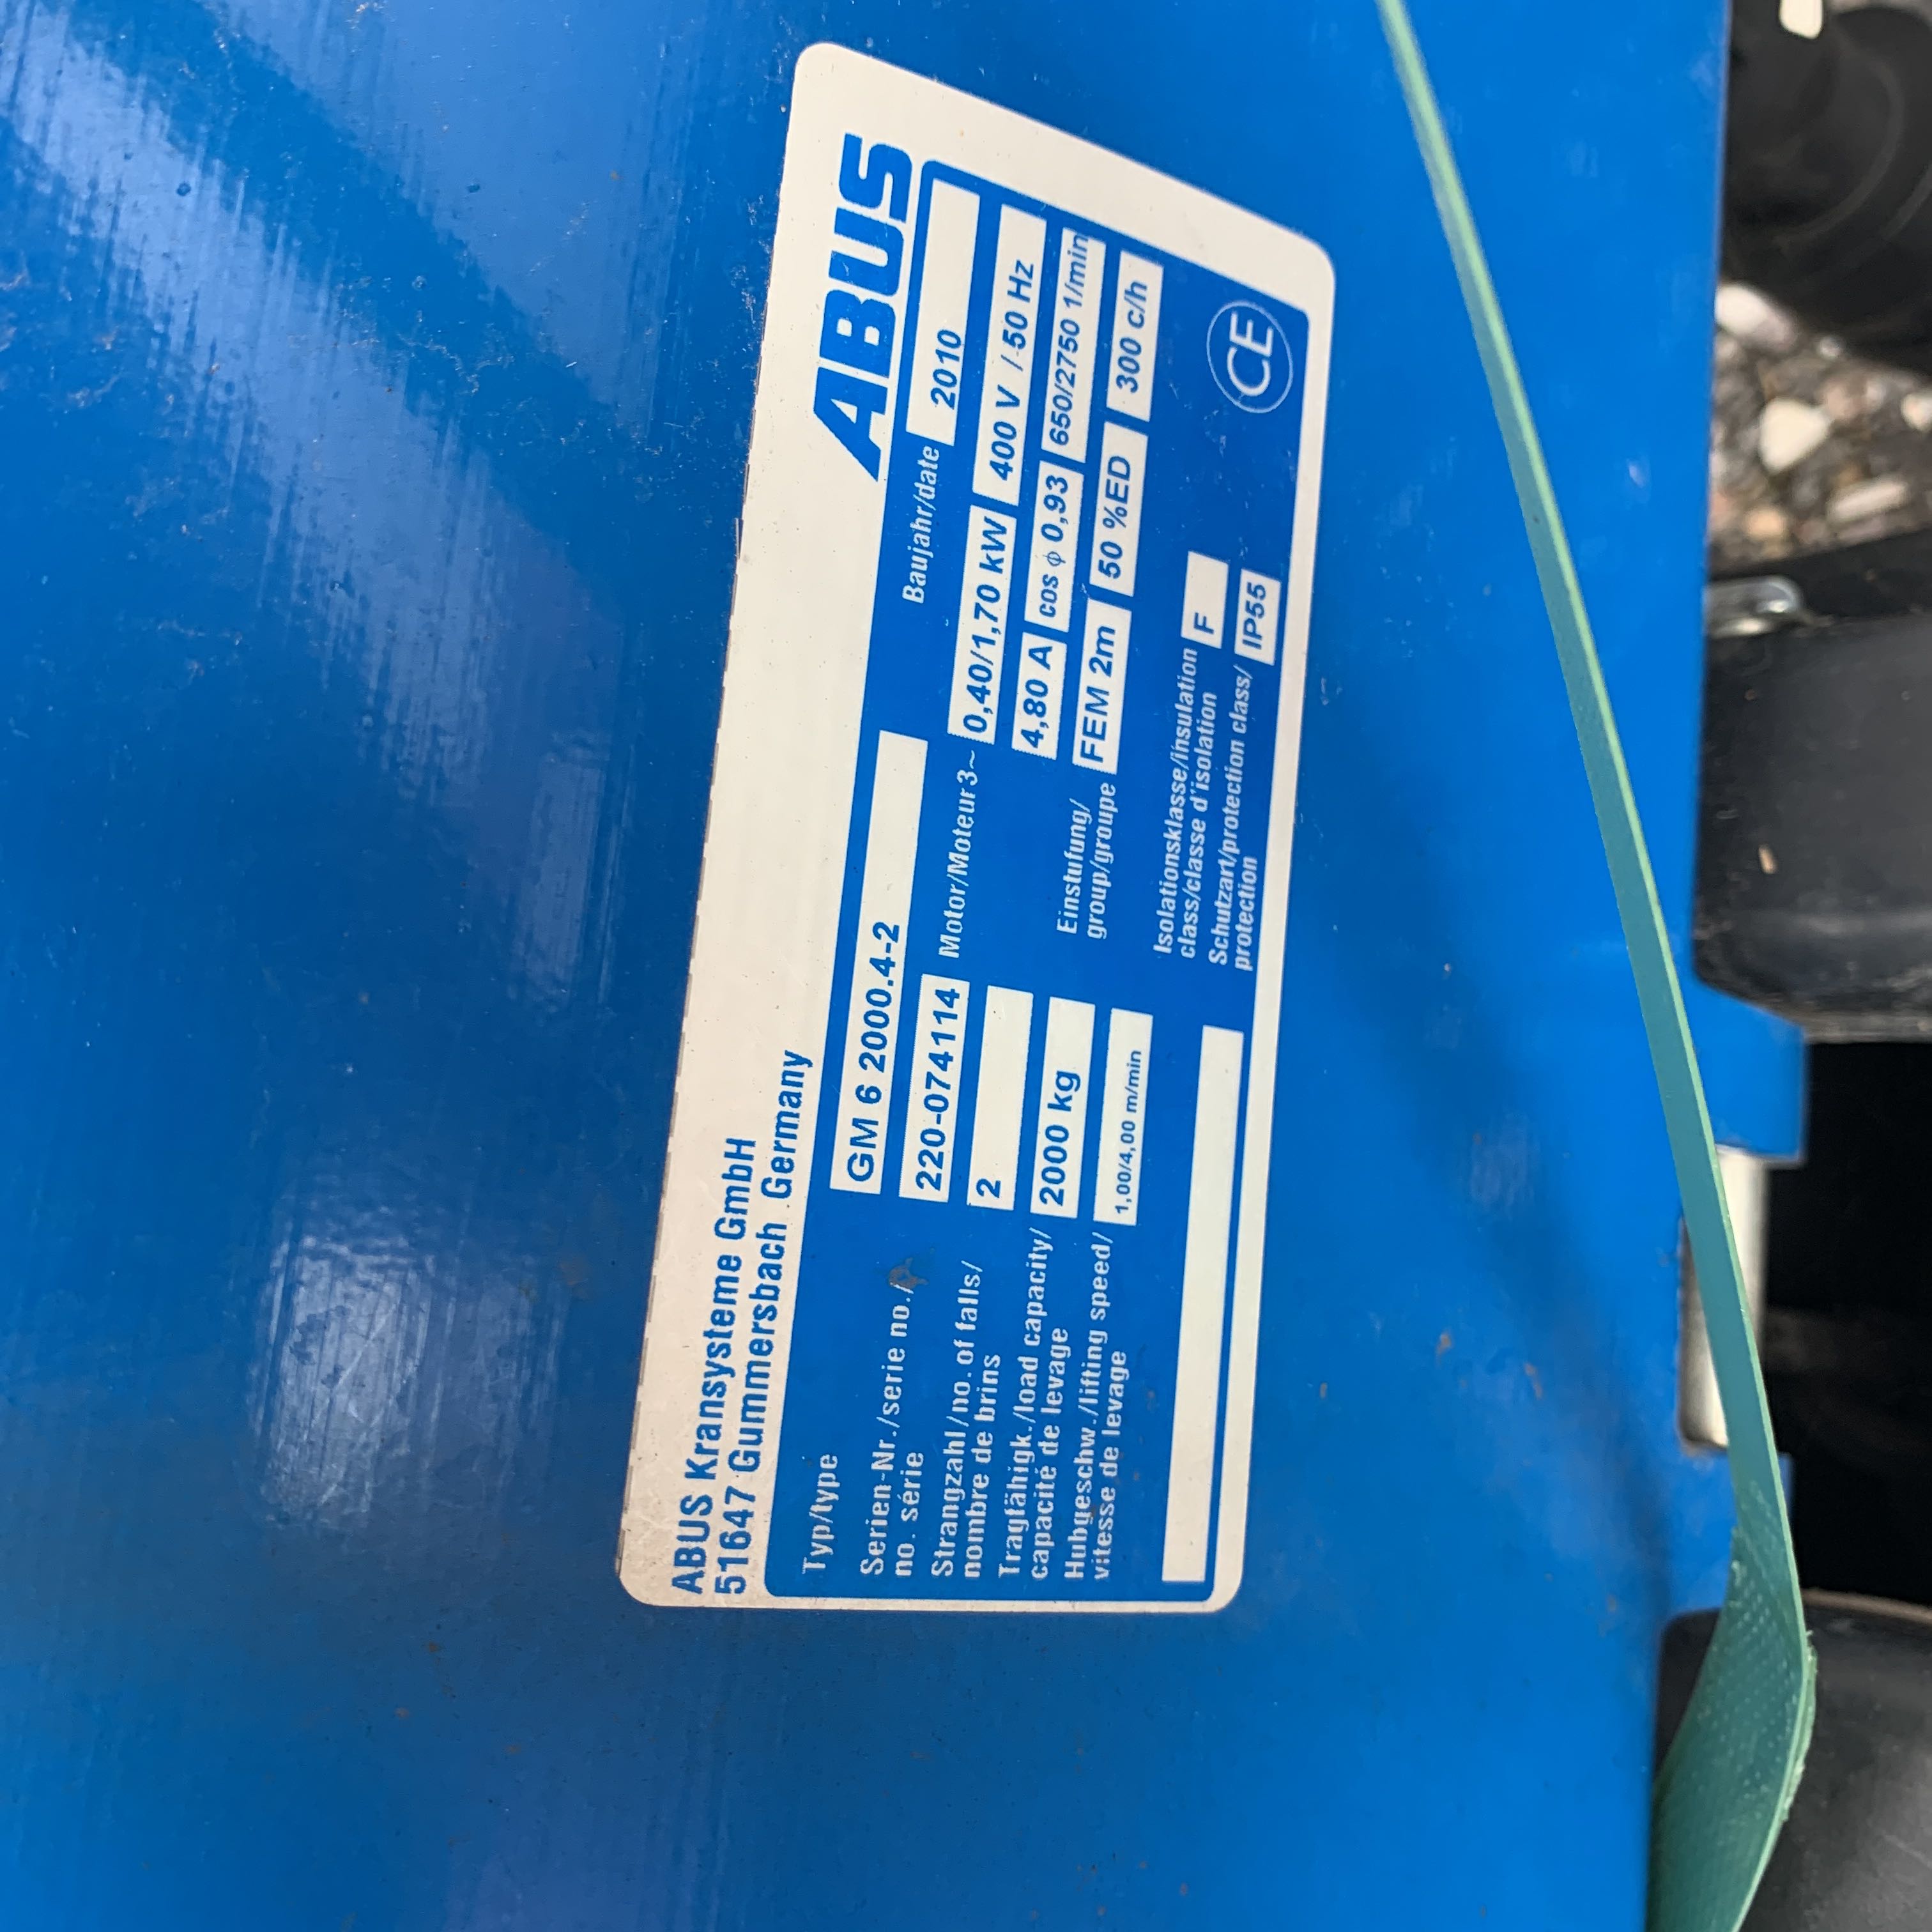 ABUS Kransysteme GmbH
51647 Gummersbach Germany
ABUS
Typ/type GM 6 2000.4-2
Baujahr/date 2010
Serien-Nr./serie no./
no. série 220-074114
Motor/Moteur 3~ 0,40/1,70 kW 400 V / 50 Hz
Strangzahl/no. of falls/
nombre de brins 2
4,80 A cos φ 0,93 650/2750 1/min
Tragfähigk./load capacity/
capacité de levage 2000 kg
Einstufung/
group/groupe FEM 2m 50 %ED 300 c/h
Hubgeschw./lifting speed/
vitesse de levage 1,00/4,00 m/min
Isolationsklasse/insulation
class/classe d'isolation F
Schutzart/protection class/
protection IP55
CE